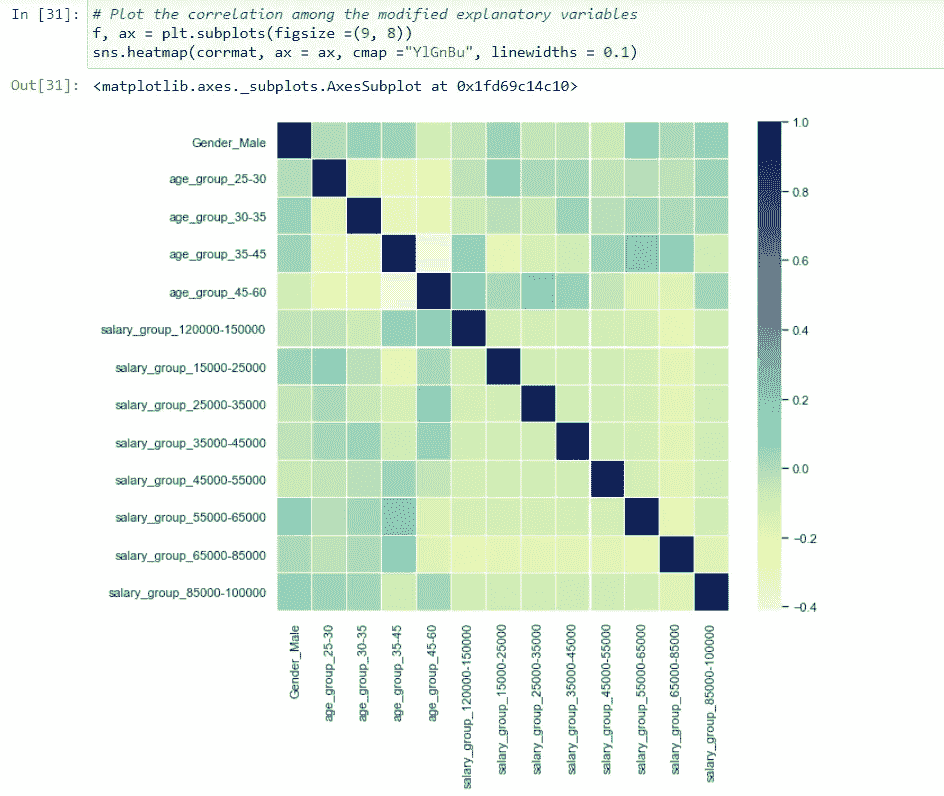 In [31]: # Plot the correlation among the modified explanatory variables
f, ax = plt.subplots(figsize =(9, 8))
sns.heatmap(corrmat, ax = ax, cmap ="YlGnBu", linewidths = 0.1)
Out[31]: <matplotlib.axes._subplots.AxesSubplot at 0x1fd69c14c10>
Gender_Male
age_group_25-30
age_group_30-35
age_group_35-45
age_group_45-60
salary_group_120000-150000
salary_group_15000-25000
salary_group_25000-35000
salary_group_35000-45000
salary_group_45000-55000
salary_group_55000-65000
salary_group_65000-85000
salary_group_85000-100000
Gender_Male
age_group_25-30
age_group_30-35
age_group_35-45
age_group_45-60
salary_group_120000-150000
salary_group_15000-25000
salary_group_25000-35000
salary_group_35000-45000
salary_group_45000-55000
salary_group_55000-65000
salary_group_65000-85000
salary_group_85000-100000
1.0
0.8
0.6
0.4
0.2
0.0
−0.2
−0.4